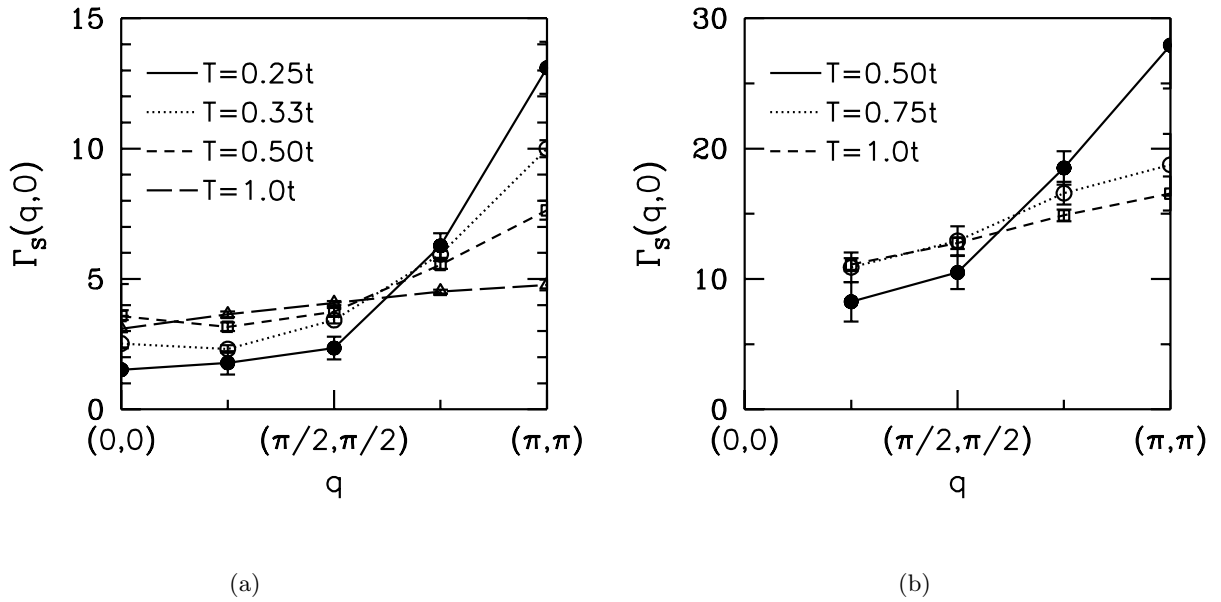 15
10
5
0
Γs(q,0)
T=0.25t
T=0.33t
T=0.50t
T=1.0t
(0,0)
(π/2,π/2)
(π,π)
q
(a)
30
20
10
0
Γs(q,0)
T=0.50t
T=0.75t
T=1.0t
(0,0)
(π/2,π/2)
(π,π)
q
(b)